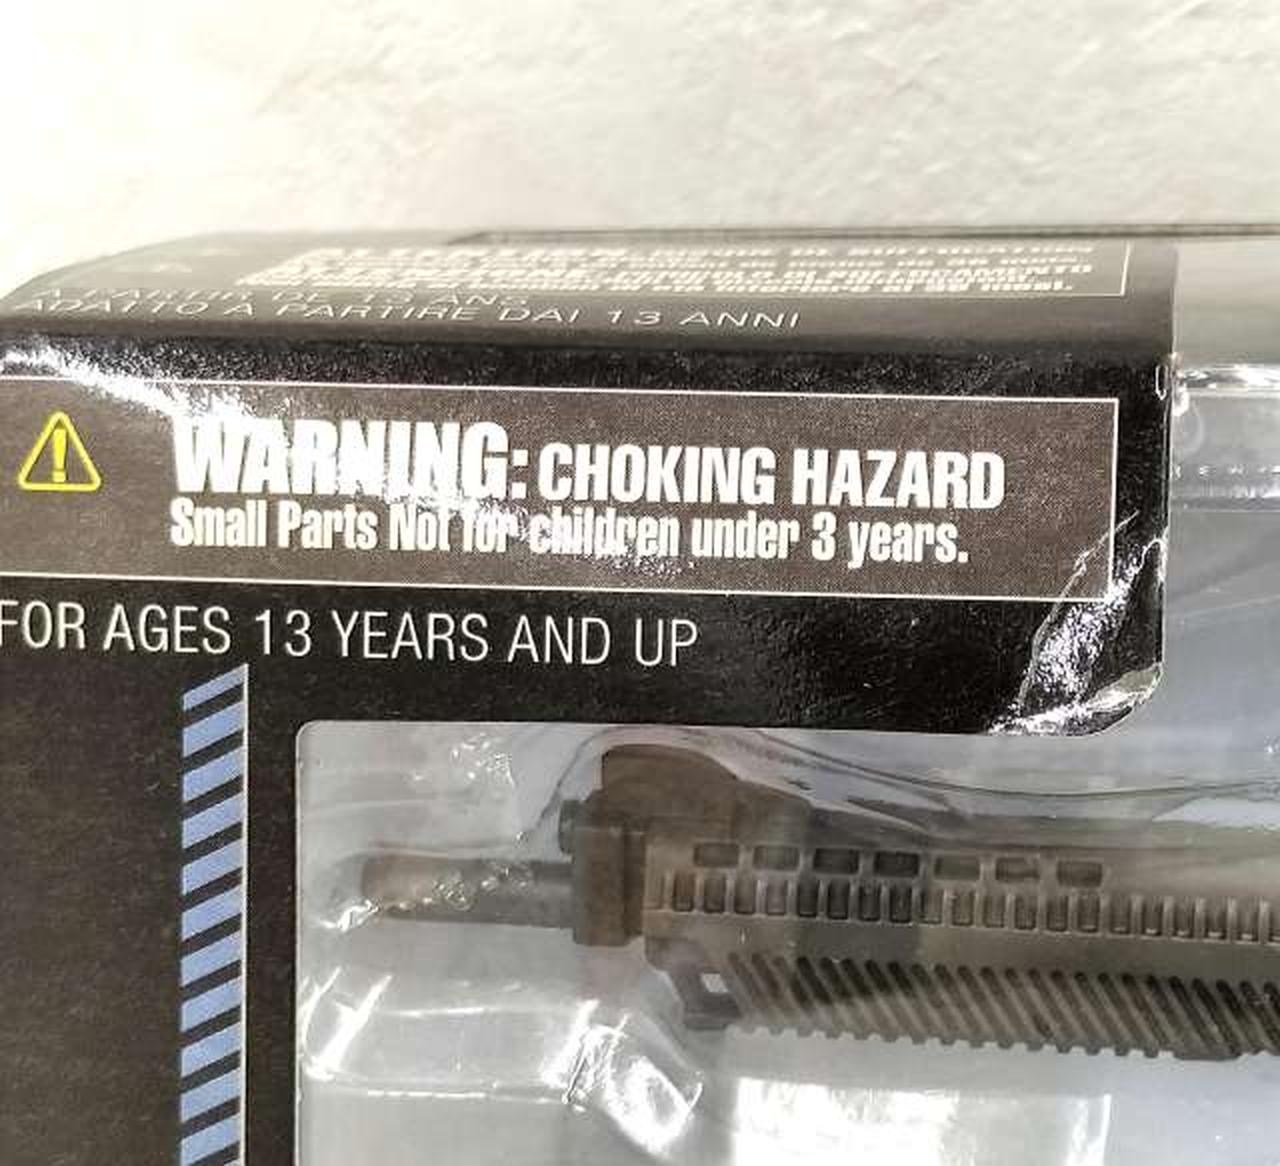 À PARTIR DE 13 ANS
ADATTO A PARTIRE DAI 13 ANNI
WARNING: CHOKING HAZARD
Small Parts Not for children under 3 years.
FOR AGES 13 YEARS AND UP